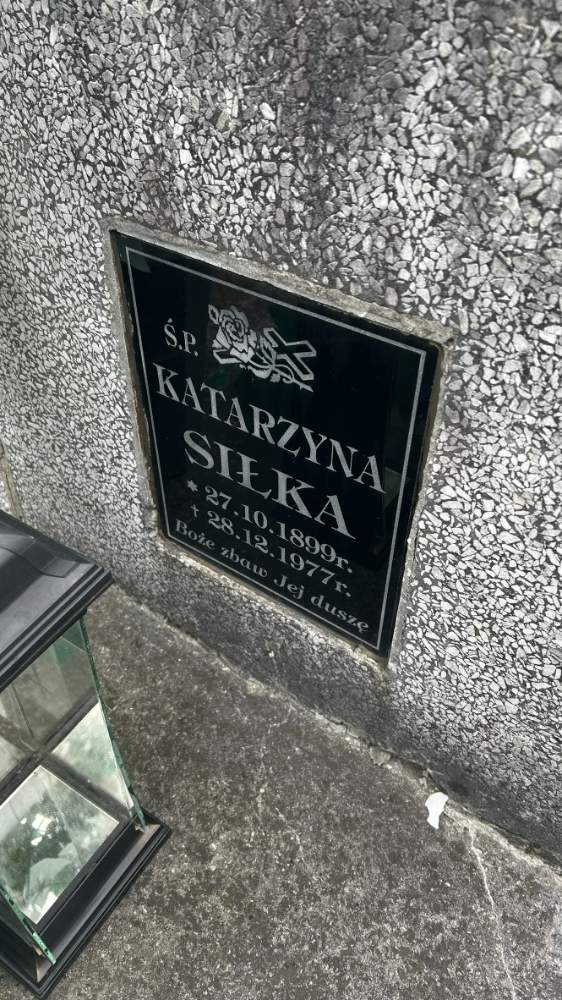 Ś.P.
KATARZYNA
SIŁKA
* 27.10.1899r.
† 28.12.1977r.
Boże zbaw Jej duszę